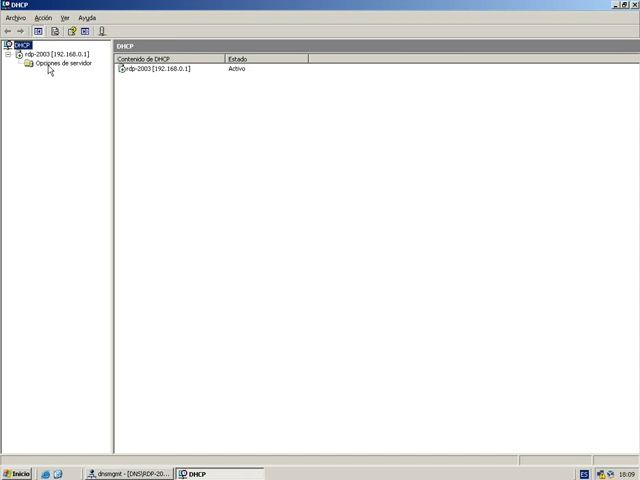 DHCP
Archivo Acción Ver Ayuda
DHCP
rdp-2003 [192.168.0.1]
Opciones de servidor
DHCP
Contenido de DHCP Estado
rdp-2003 [192.168.0.1] Activo
Inicio dnsmgmt - [DNS\RDP-20... DHCP ES 18:09